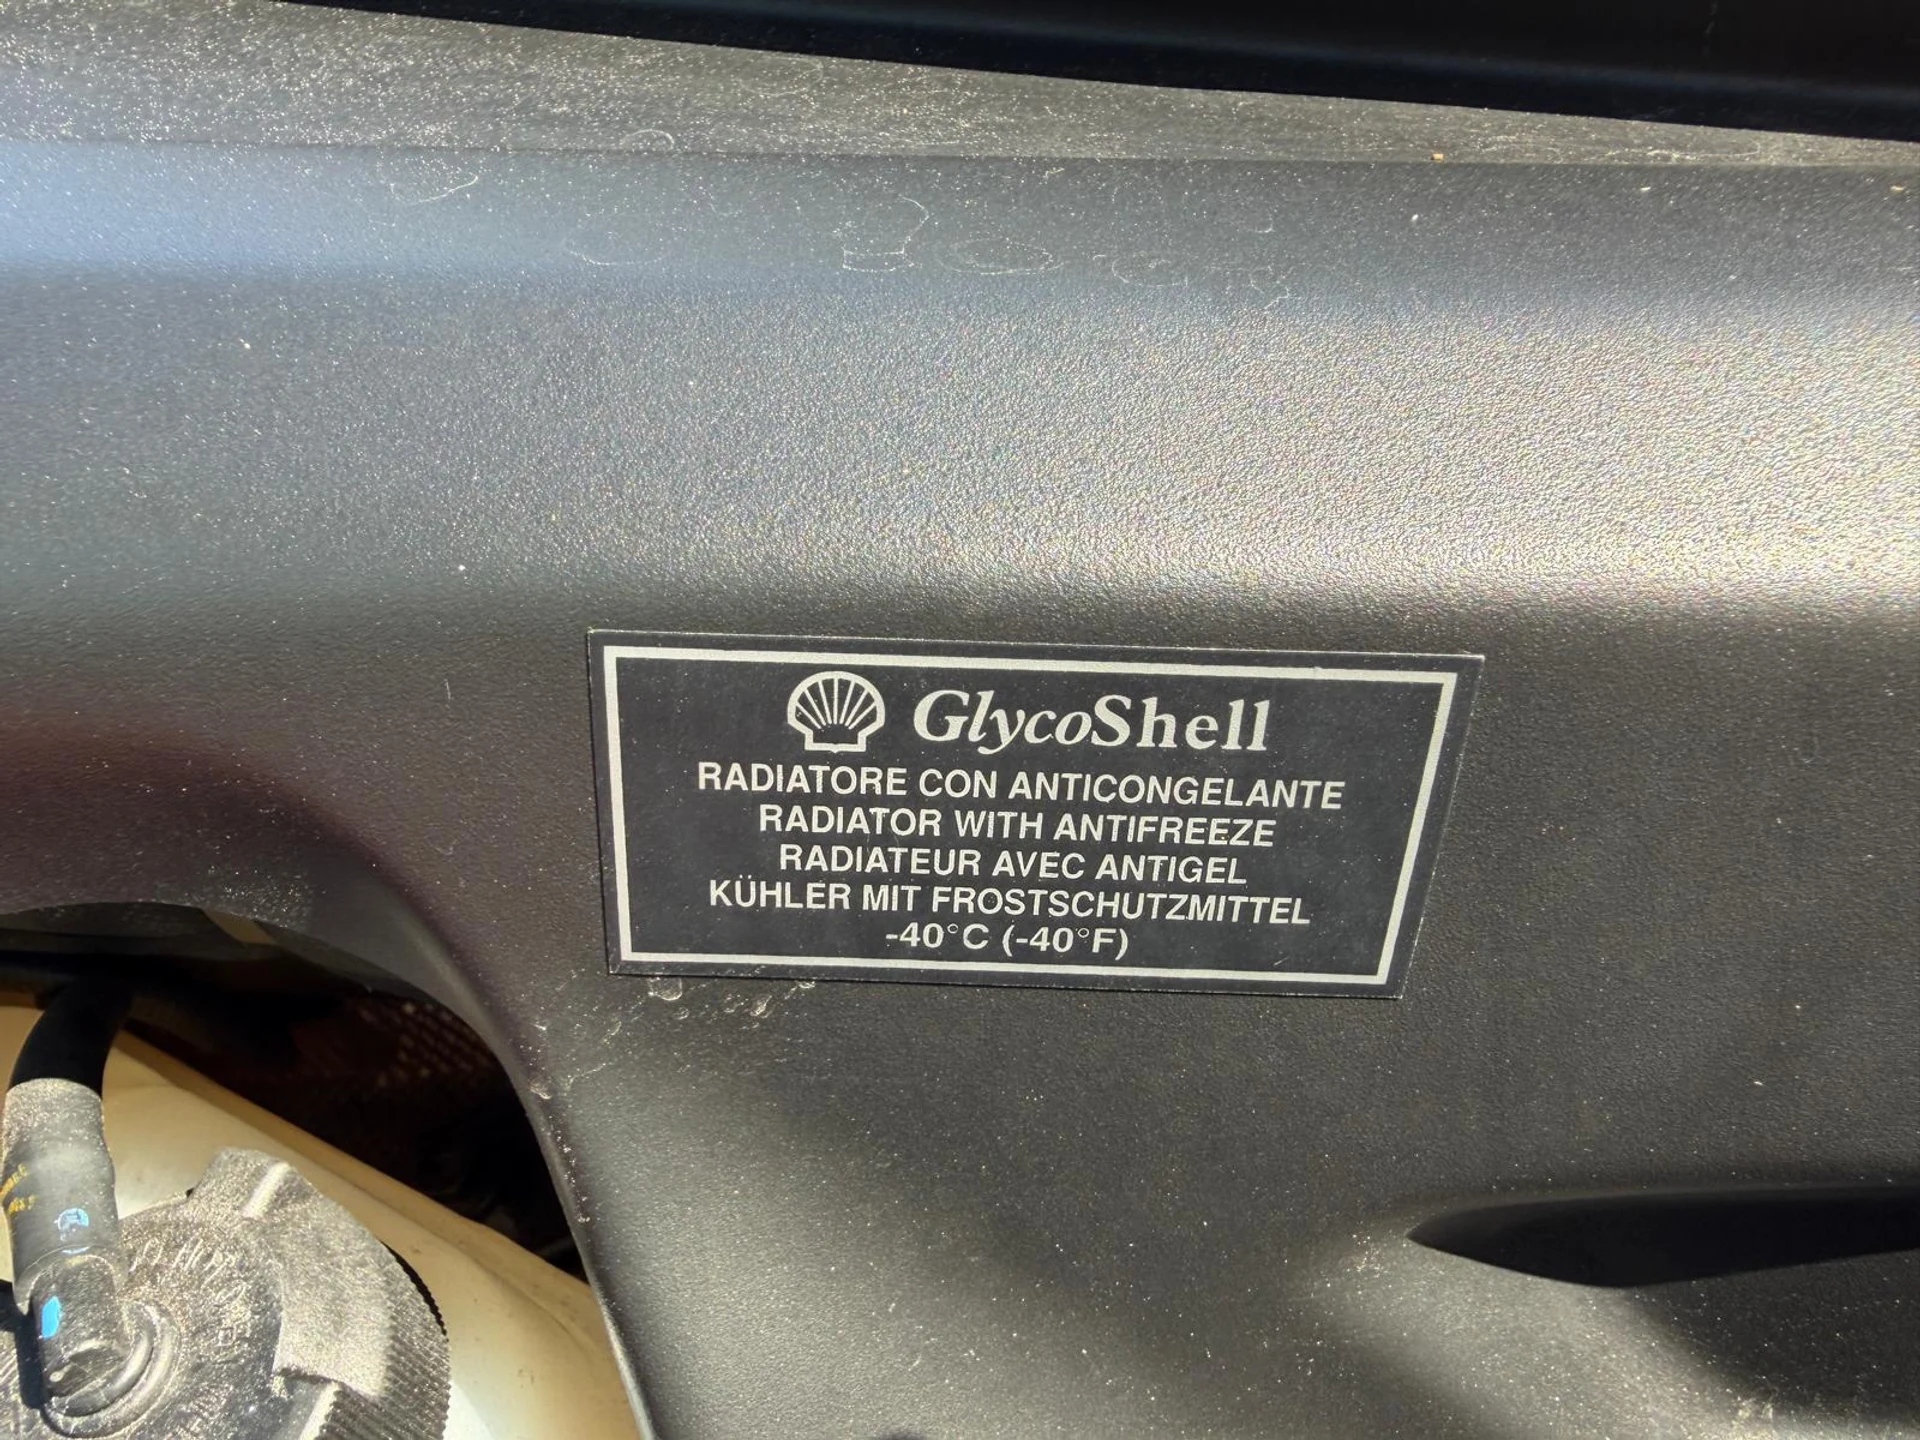 GlycoShell
RADIATORE CON ANTICONGELANTE
RADIATOR WITH ANTIFREEZE
RADIATEUR AVEC ANTIGEL
KÜHLER MIT FROSTSCHUTZMITTEL
-40°C (-40°F)